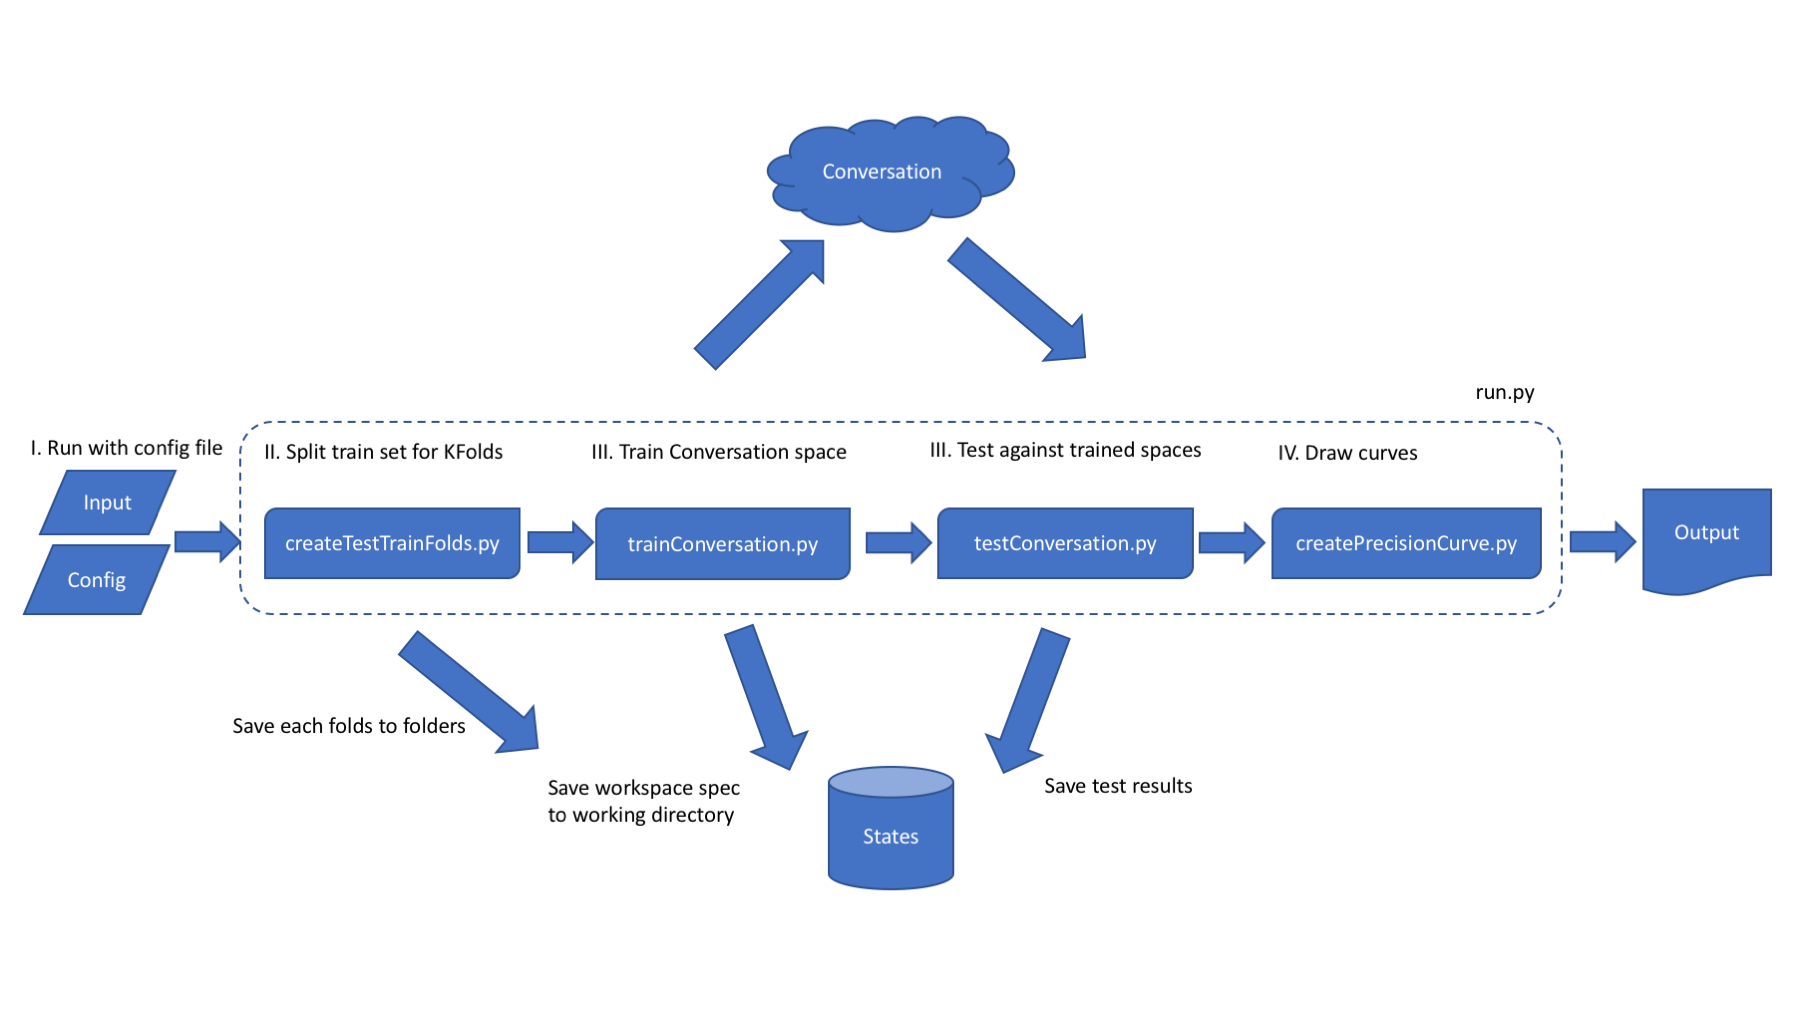 Conversation
run.py
I. Run with config file
II. Split train set for KFolds
III. Train Conversation space
III. Test against trained spaces
IV. Draw curves
Input
Config
createTestTrainFolds.py
trainConversation.py
testConversation.py
createPrecisionCurve.py
Output
Save each folds to folders
Save workspace spec
to working directory
Save test results
States